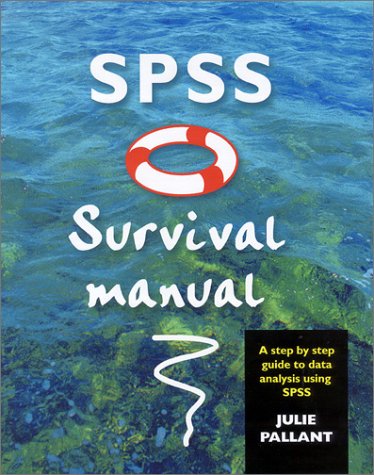 SPSS
Survival
manual
A step by step
guide to data
analysis using
SPSS
JULIE
PALLANT